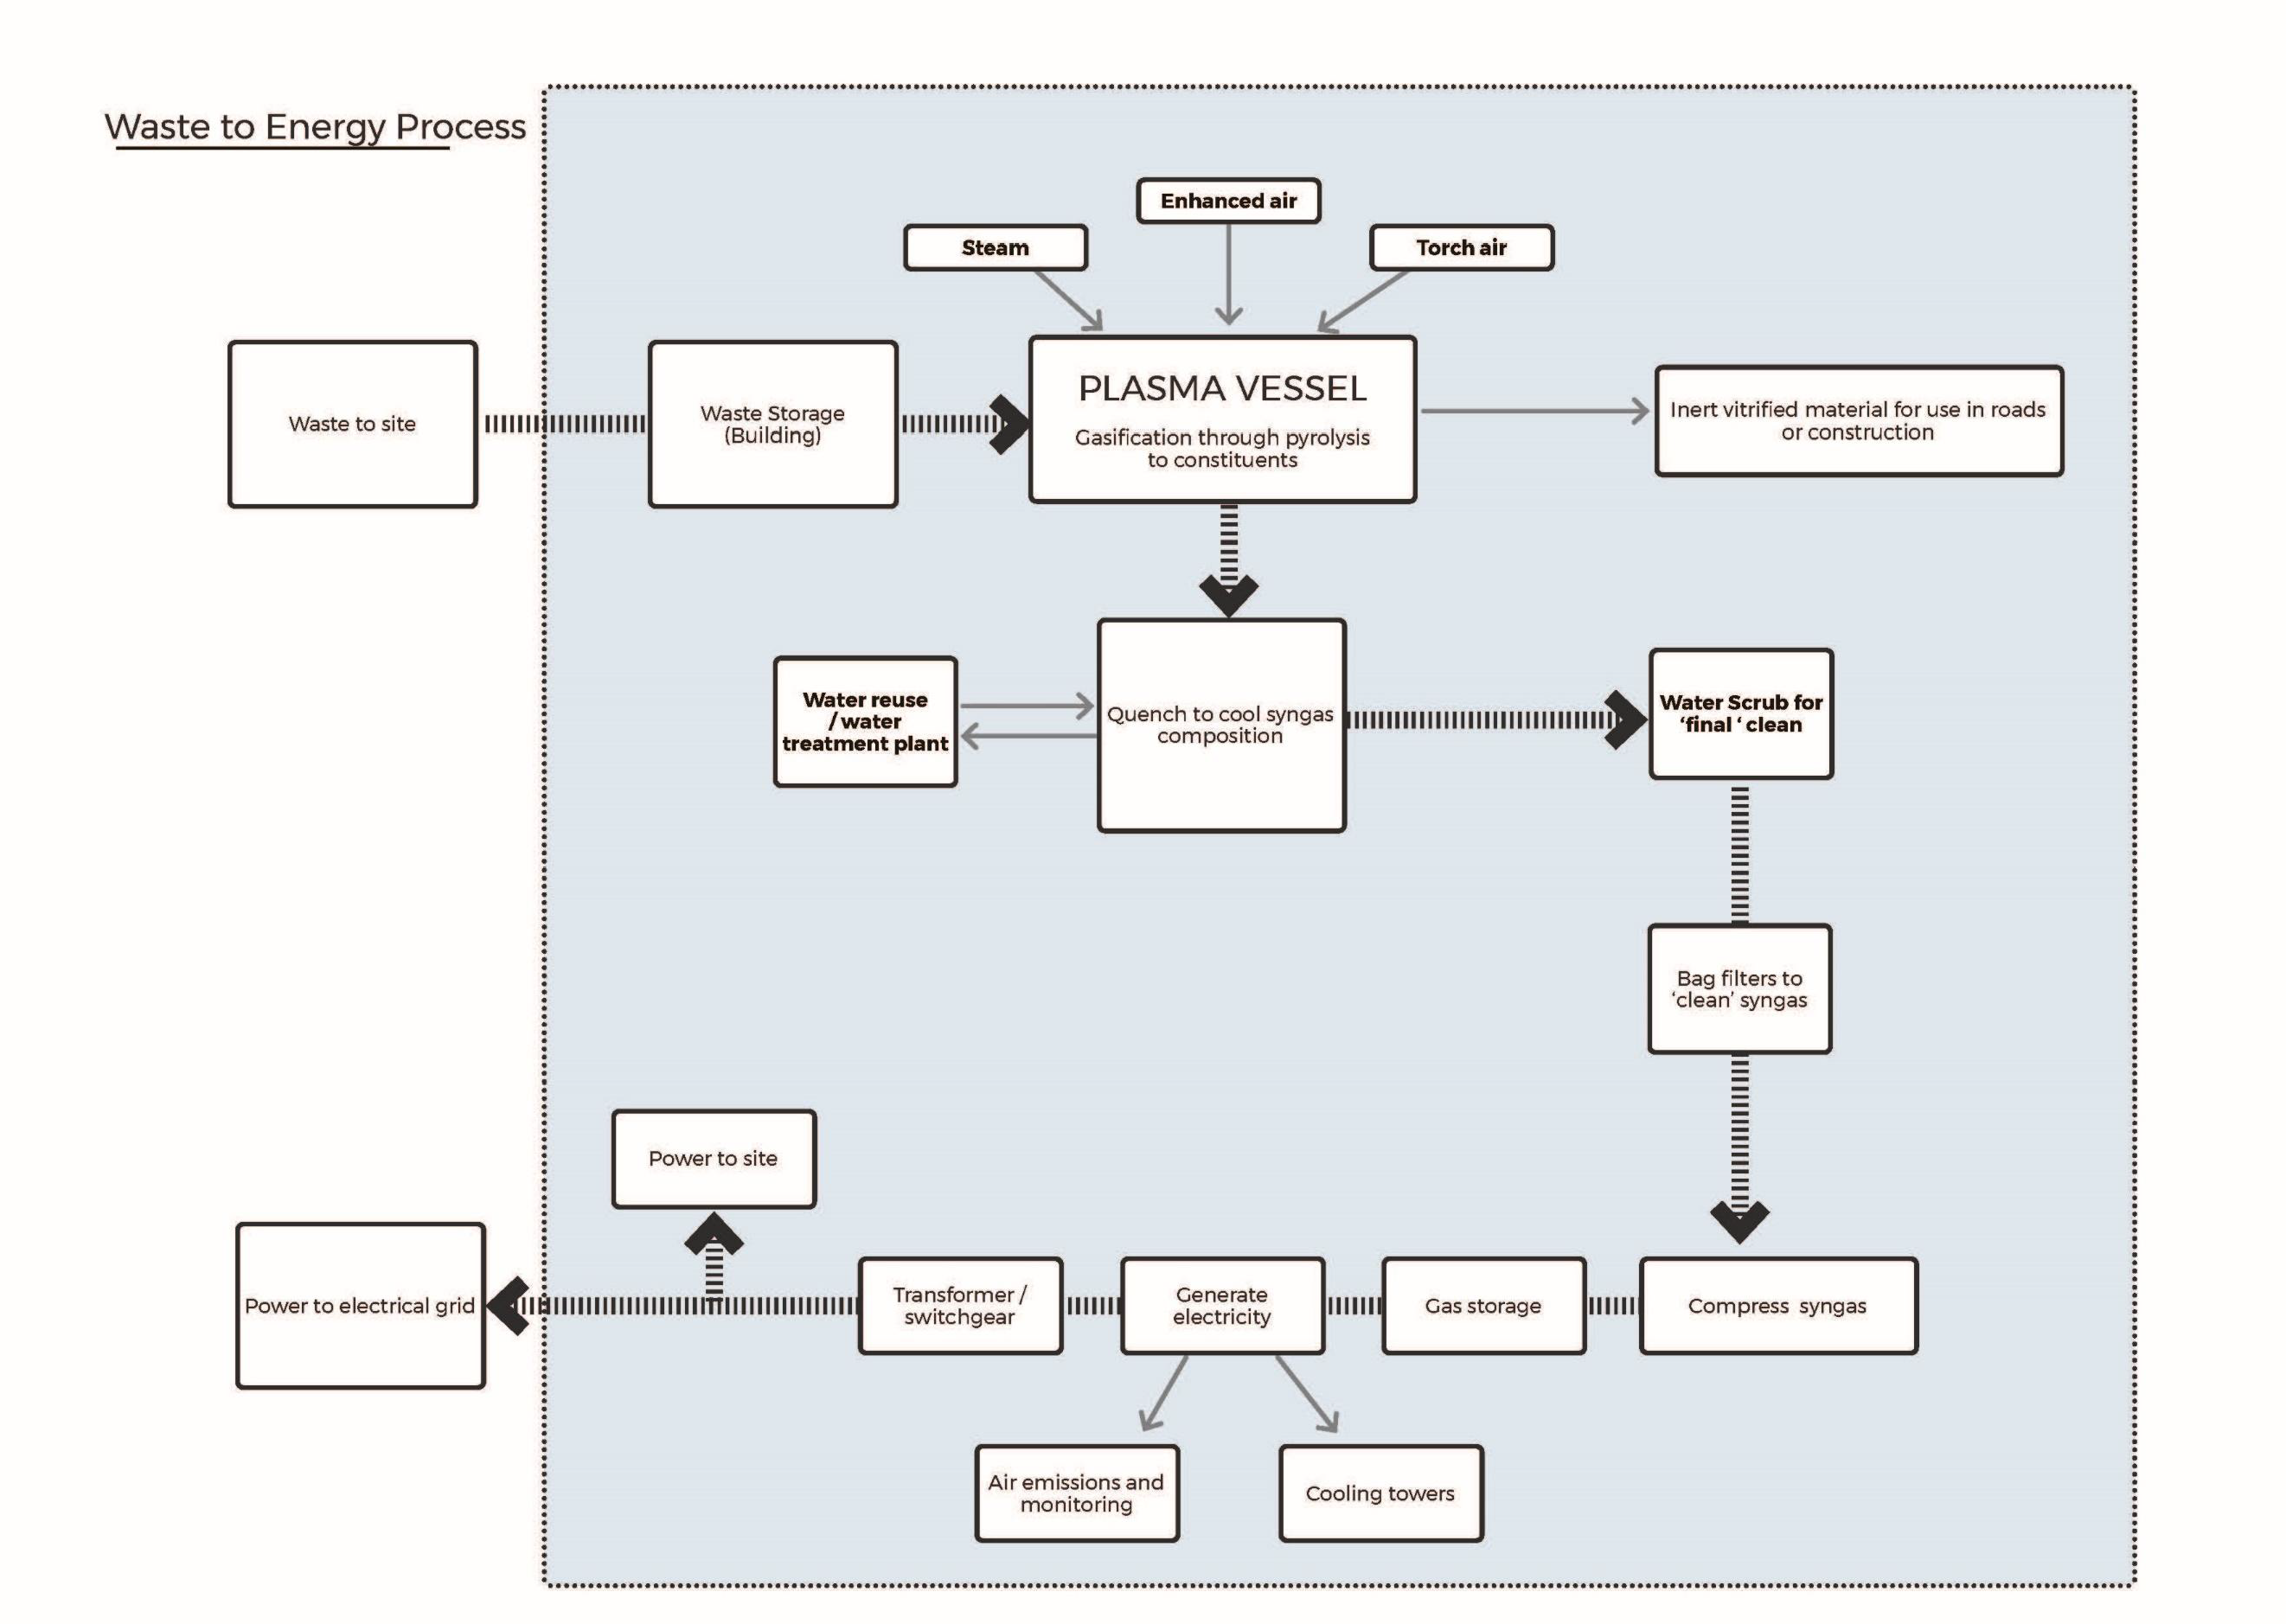 Waste to Energy Process
Enhanced air
Steam
Torch air
Waste to site
Waste Storage
(Building)
PLASMA VESSEL
Gasification through pyrolysis
to constituents
Inert vitrified material for use in roads
or construction
Water reuse
/ water
treatment plant
Quench to cool syngas
composition
Water Scrub for
‘final ‘ clean
Bag filters to
‘clean’ syngas
Power to site
Power to electrical grid
Transformer /
switchgear
Generate
electricity
Gas storage
Compress  syngas
Air emissions and
monitoring
Cooling towers